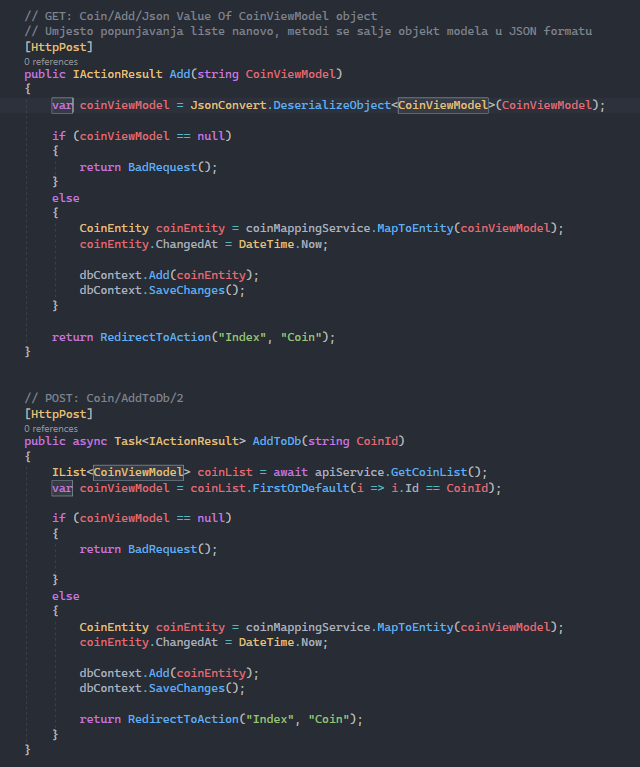 // GET: Coin/Add/Json Value Of CoinViewModel object
// Umjesto popunjavanja liste nanovo, metodi se salje objekt modela u JSON formatu
[HttpPost]
0 references
public IActionResult Add(string CoinViewModel)
{
var coinViewModel = JsonConvert.DeserializeObject<CoinViewModel>(CoinViewModel);
if (coinViewModel == null)
{
return BadRequest();
}
else
{
CoinEntity coinEntity = coinMappingService.MapToEntity(coinViewModel);
coinEntity.ChangedAt = DateTime.Now;
dbContext.Add(coinEntity);
dbContext.SaveChanges();
}
return RedirectToAction("Index", "Coin");
}
// POST: Coin/AddToDb/2
[HttpPost]
0 references
public async Task<IActionResult> AddToDb(string CoinId)
{
IList<CoinViewModel> coinList = await apiService.GetCoinList();
var coinViewModel = coinList.FirstOrDefault(i => i.Id == CoinId);
if (coinViewModel == null)
{
return BadRequest();
}
else
{
CoinEntity coinEntity = coinMappingService.MapToEntity(coinViewModel);
coinEntity.ChangedAt = DateTime.Now;
dbContext.Add(coinEntity);
dbContext.SaveChanges();
return RedirectToAction("Index", "Coin");
}
}